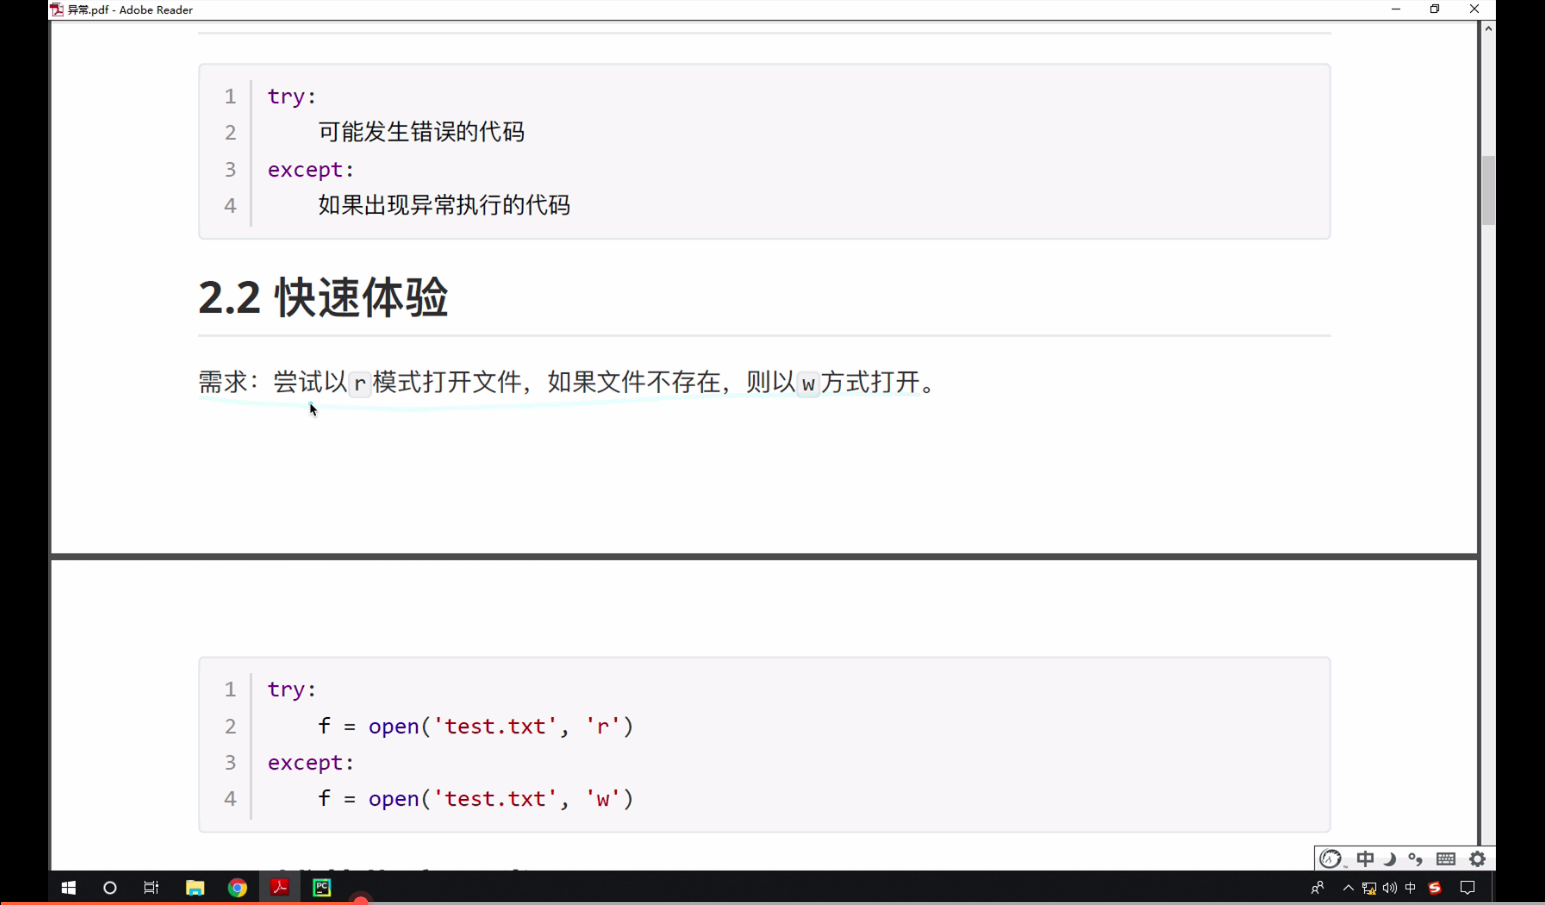 异常.pdf - Adobe Reader
1 try:
2 可能发生错误的代码
3 except:
4 如果出现异常执行的代码
2.2 快速体验
需求：尝试以 r 模式打开文件，如果文件不存在，则以 w 方式打开。
1 try:
2 f = open('test.txt', 'r')
3 except:
4 f = open('test.txt', 'w')
中
PC
中